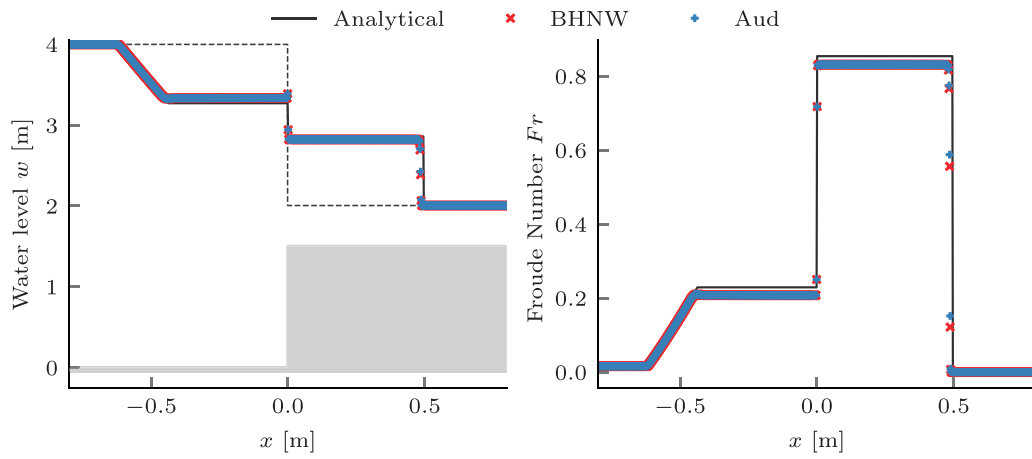 Analytical BHNW Aud
Water level w [m]
4
3
2
1
0
−0.5 0.0 0.5
x [m]
Froude Number Fr
0.8
0.6
0.4
0.2
0.0
−0.5 0.0 0.5
x [m]